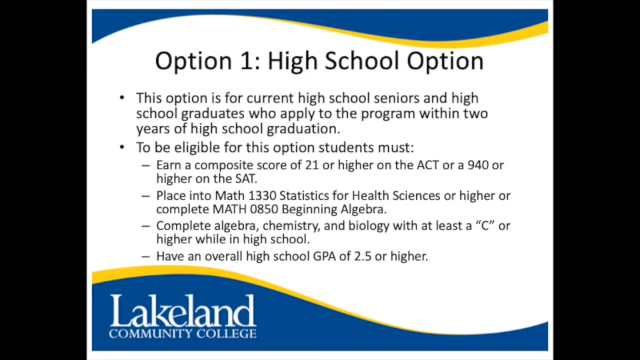 Option 1: High School Option
• This option is for current high school seniors and high
school graduates who apply to the program within two
years of high school graduation.
• To be eligible for this option students must:
– Earn a composite score of 21 or higher on the ACT or a 940 or
higher on the SAT.
– Place into Math 1330 Statistics for Health Sciences or higher or
complete MATH 0850 Beginning Algebra.
– Complete algebra, chemistry, and biology with at least a “C” or
higher while in high school.
– Have an overall high school GPA of 2.5 or higher.
Lakeland
COMMUNITY COLLEGE